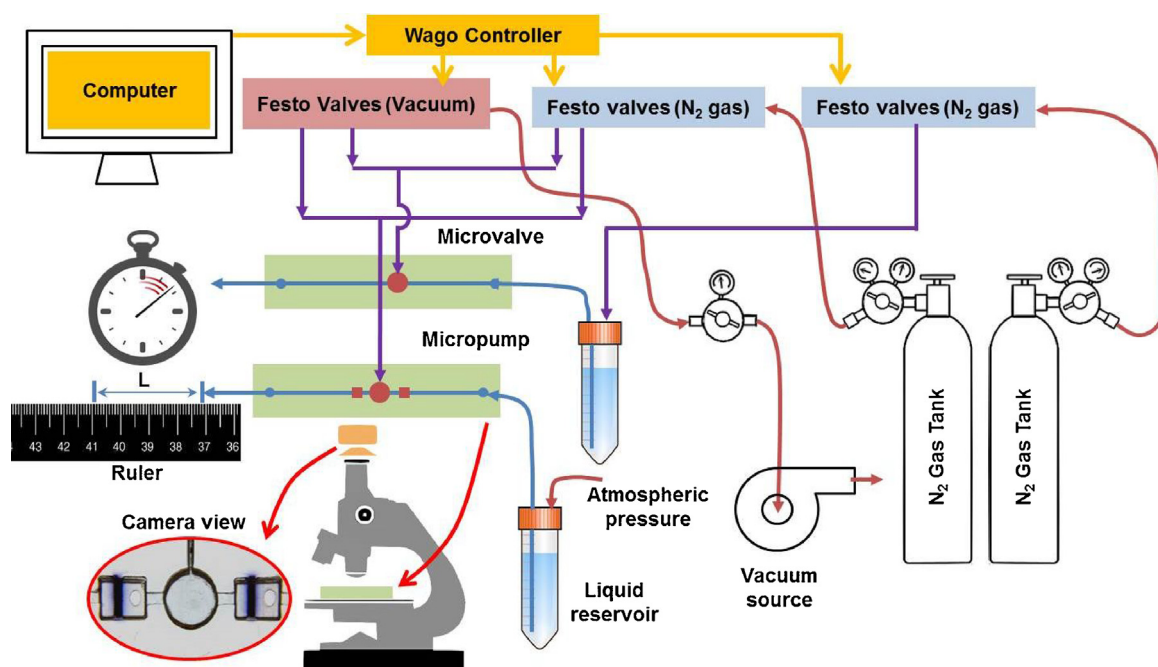 Wago Controller
Computer
Festo Valves (Vacuum)
Festo valves (N₂ gas)
Festo valves (N₂ gas)
Microvalve
Micropump
L
43 42 41 40 39 38 37 36
Ruler
Camera view
Atmospheric
pressure
Liquid
reservoir
Vacuum
source
N₂ Gas Tank
N₂ Gas Tank